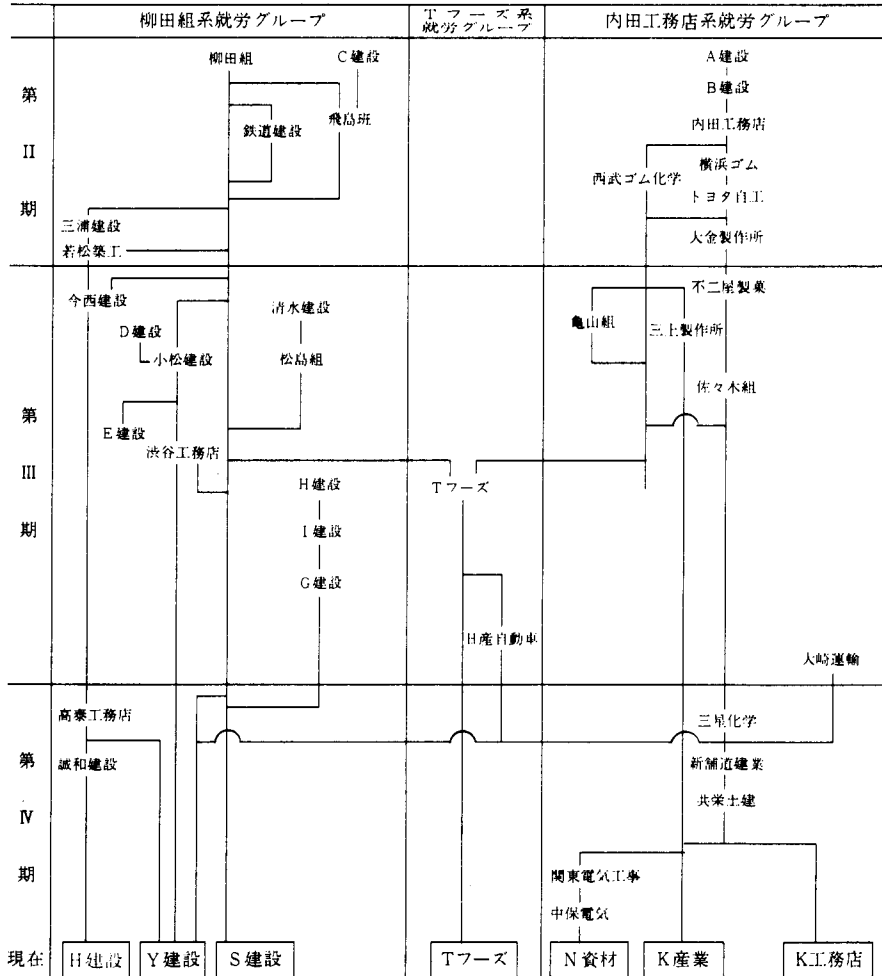 柳田組系就労グループ
Tフーズ系
就労グループ
内田工務店系就労グループ
第II期
柳田組
C建設
鉄道建設
飛島班
三浦建設
若松築工
A建設
B建設
内田工務店
西武ゴム化学
横浜ゴム
トヨタ自工
大金製作所
第III期
今西建設
D建設
小松建設
E建設
渋谷工務店
清水建設
松島組
H建設
I建設
G建設
Tフーズ
日産自動車
不二屋製菓
亀山組
三上製作所
佐々木組
大崎運輸
第IV期
高泰工務店
誠和建設
三星化学
新舗道建業
共栄土建
関東電気工事
中保電気
現在
H建設
Y建設
S建設
Tフーズ
N資材
K産業
K工務店